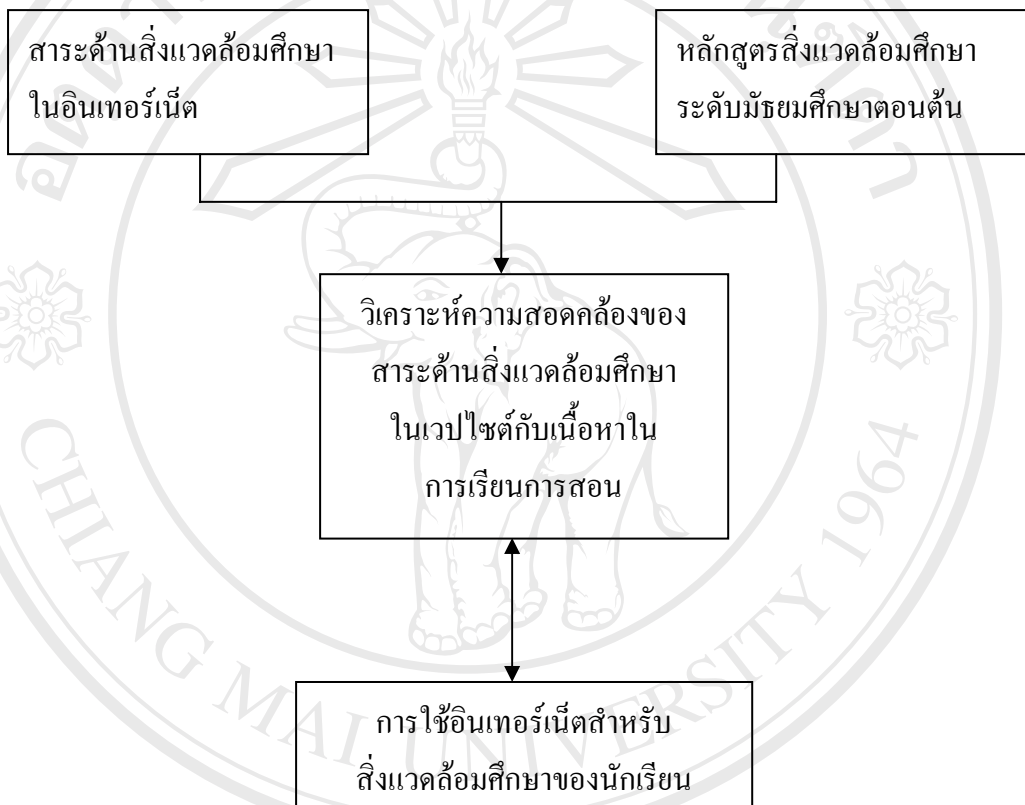 สาระด้านสิ่งแวดล้อมศึกษา
ในอินเทอร์เน็ต
หลักสูตรสิ่งแวดล้อมศึกษา
ระดับมัธยมศึกษาตอนต้น
วิเคราะห์ความสอดคล้องของ
สาระด้านสิ่งแวดล้อมศึกษา
ในเวปไซต์กับเนื้อหาใน
การเรียนการสอน
การใช้อินเทอร์เน็ตสำหรับ
สิ่งแวดล้อมศึกษาของนักเรียน
CHIANG MAI UNIVERSITY 1964